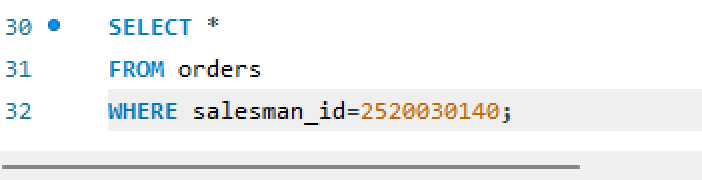 30 SELECT *
31 FROM orders
32 WHERE salesman_id=2520030140;